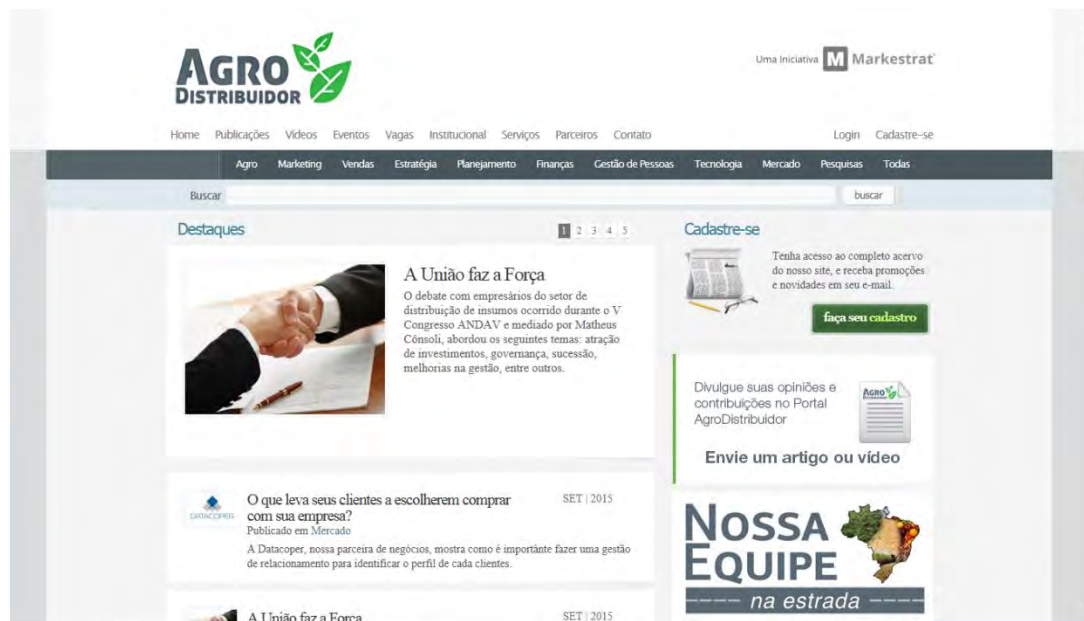 AGRO
DISTRIBUIDOR
Uma Iniciativa M Markestrat
Home Publicações Vídeos Eventos Vagas Institucional Serviços Parceiros Contato
Login Cadastre-se
Agro Marketing Vendas Estratégia Planejamento Finanças Gestão de Pessoas Tecnologia Mercado Pesquisas Todas
Buscar
buscar
Destaques
1 2 3 4 5
A União faz a Força
O debate com empresários do setor de
distribuição de insumos ocorrido durante o V
Congresso ANDAV e mediado por Matheus
Cônsoli, abordou os seguintes temas: atração
de investimentos, governança, sucessão,
melhorias na gestão, entre outros.
DATACOPER
O que leva seus clientes a escolherem comprar
com sua empresa?
SET | 2015
Publicado em Mercado
A Datacoper, nossa parceira de negócios, mostra como é importânte fazer uma gestão
de relacionamento para identificar o perfil de cada clientes.
A União faz a Força
SET | 2015
Cadastre-se
Tenha acesso ao completo acervo
do nosso site, e receba promoções
e novidades em seu e-mail.
faça seu cadastro
Divulgue suas opiniões e
contribuições no Portal
AgroDistribuidor
AGRO
Envie um artigo ou vídeo
NOSSA
EQUIPE
na estrada